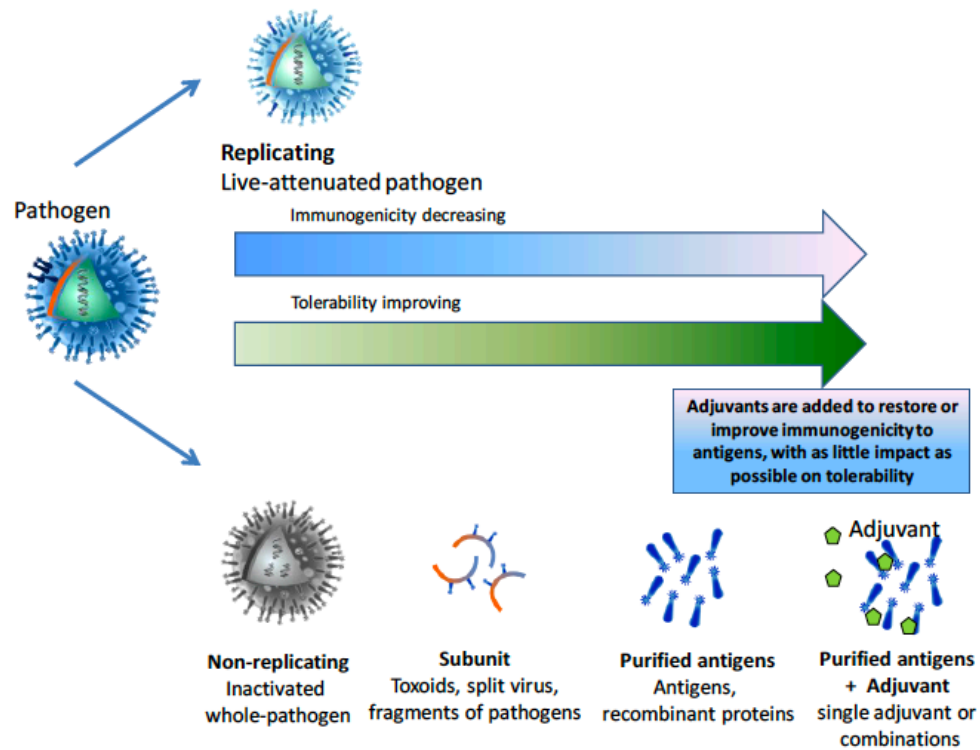 Replicating
Live-attenuated pathogen
Pathogen
Immunogenicity decreasing
Tolerability improving
Adjuvants are added to restore or
improve immunogenicity to
antigens, with as little impact as
possible on tolerability
Adjuvant
Non-replicating
Inactivated
whole-pathogen
Subunit
Toxoids, split virus,
fragments of pathogens
Purified antigens
Antigens,
recombinant proteins
Purified antigens
+ Adjuvant
single adjuvant or
combinations